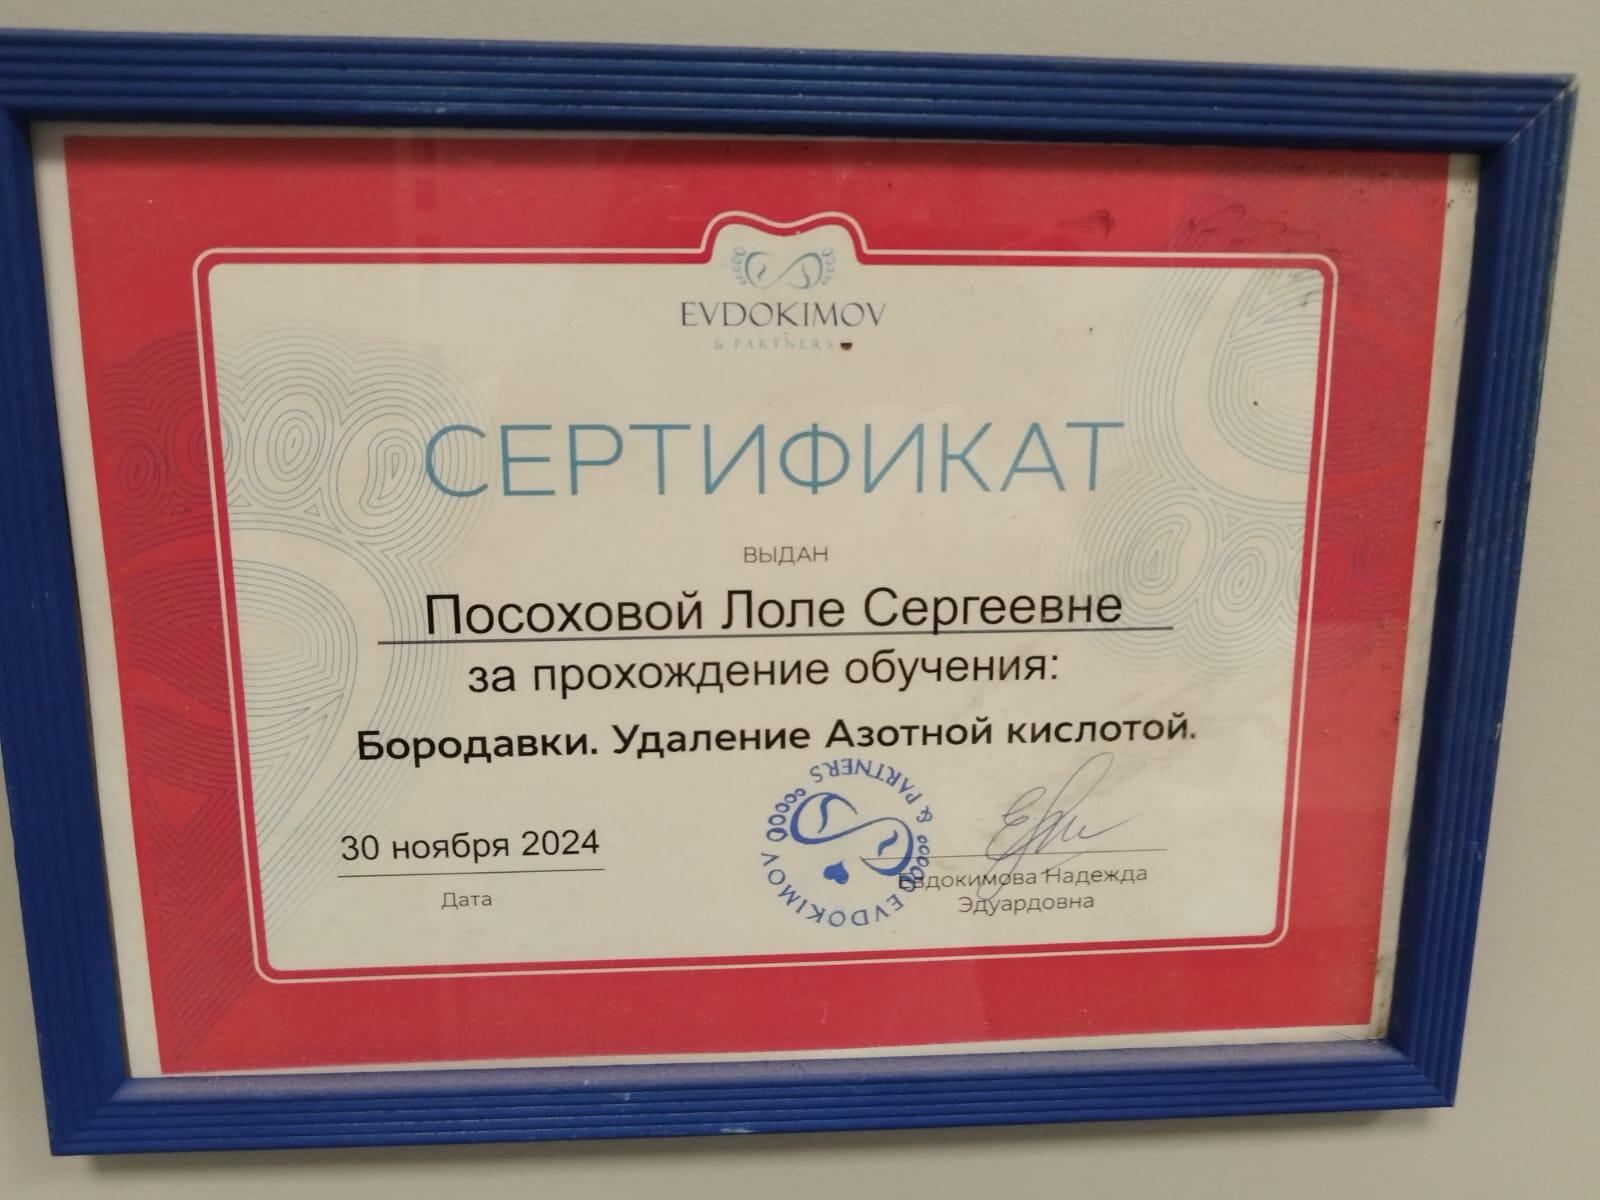 EVDOKIMOV
& PARTNERS
СЕРТИФИКАТ
ВЫДАН
Посоховой Лоле Сергеевне
за прохождение обучения:
Бородавки. Удаление Азотной кислотой.
30 ноября 2024
Дата
EVDOKIMOV & PARTNERS EVDOKIMOV
Евдокимова Надежда
Эдуардовна